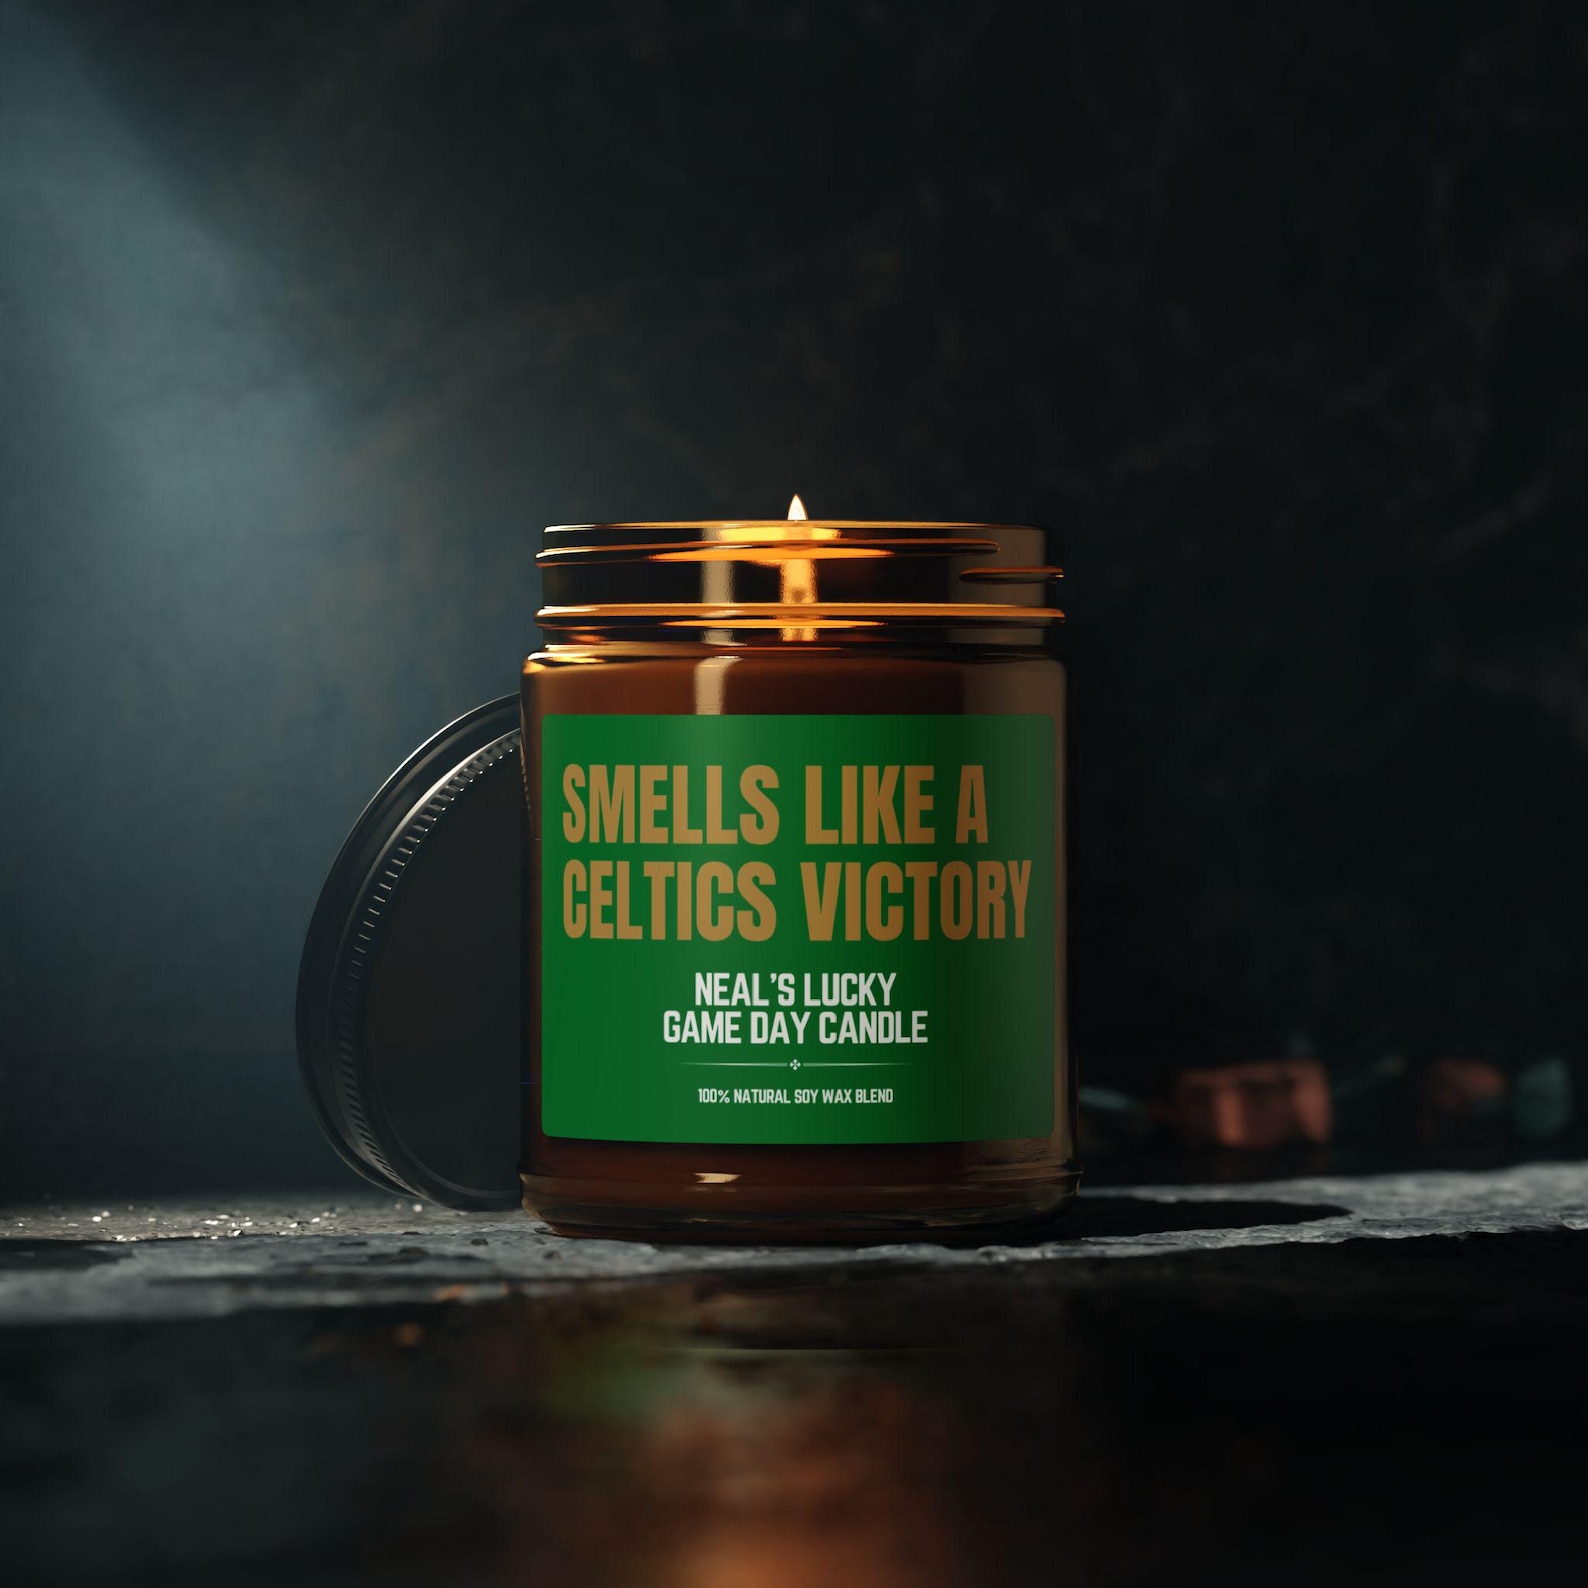 SMELLS LIKE A
CELTICS VICTORY
NEAL'S LUCKY
GAME DAY CANDLE
100% NATURAL SOY WAX BLEND